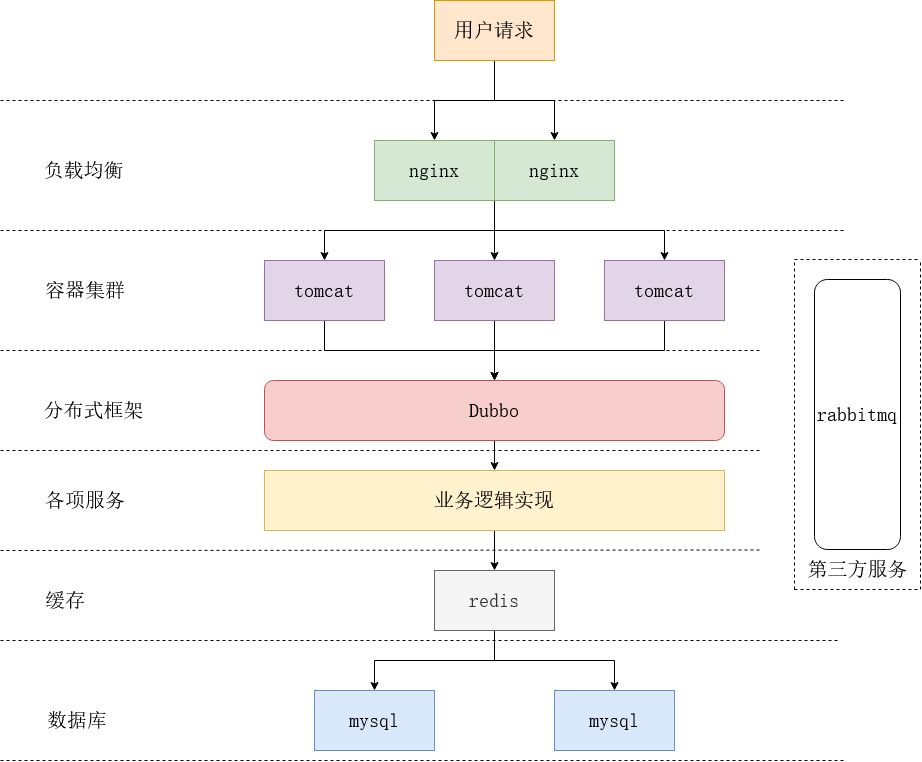 用户请求
负载均衡
nginx
nginx
容器集群
tomcat
tomcat
tomcat
分布式框架
Dubbo
rabbitmq
各项服务
业务逻辑实现
第三方服务
缓存
redis
数据库
mysql
mysql